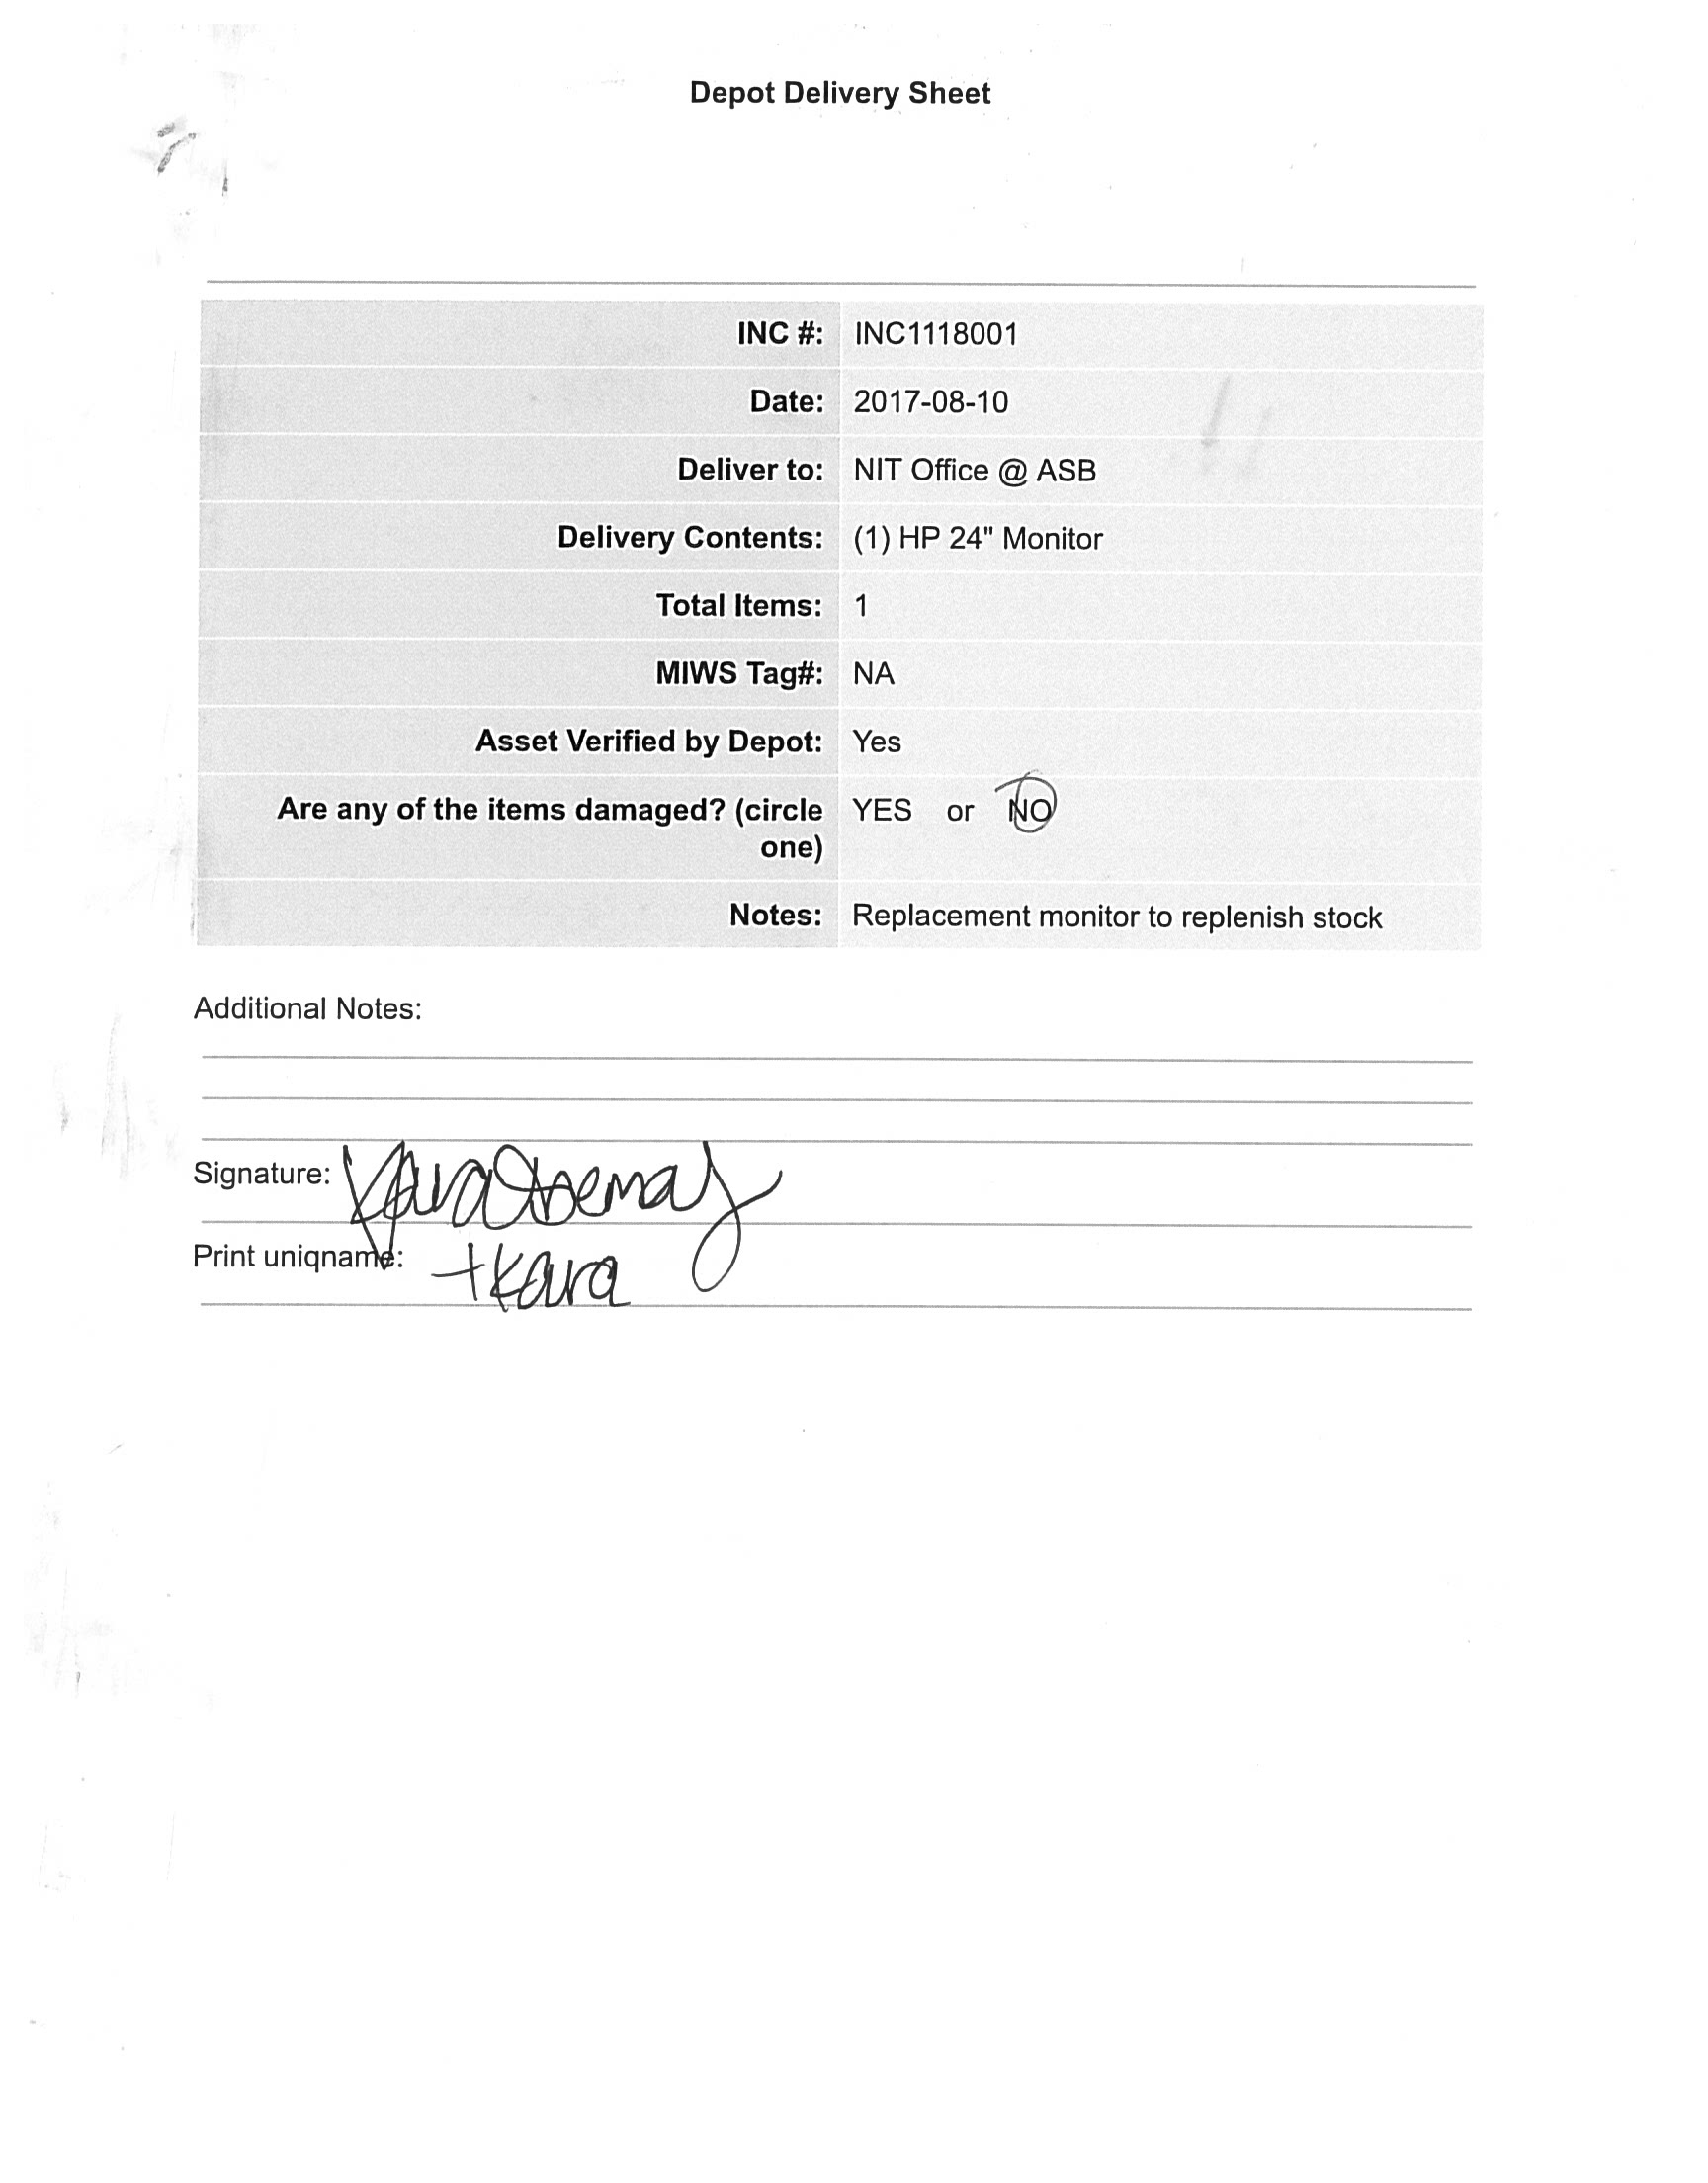 Depot Delivery Sheet
INC #: INC1118001
Date: 2017-08-10
Deliver to: NIT Office @ ASB
Delivery Contents: (1) HP 24" Monitor
Total Items: 1
MIWS Tag#: NA
Asset Verified by Depot: Yes
Are any of the items damaged? (circle YES or NO
one)
Notes: Replacement monitor to replenish stock
Additional Notes:
Signature:
Print uniqname: tkara